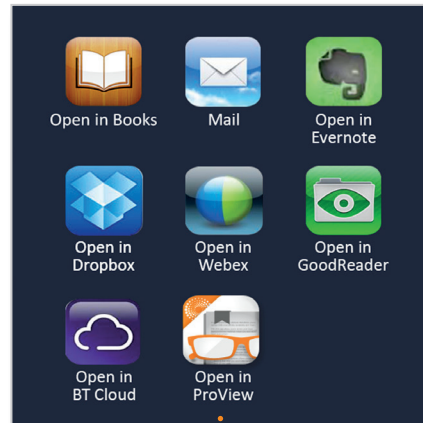 Open in Books
Mail
Open in
Evernote
Open in
Dropbox
Open in
Webex
Open in
GoodReader
Open in
BT Cloud
Open in
ProView